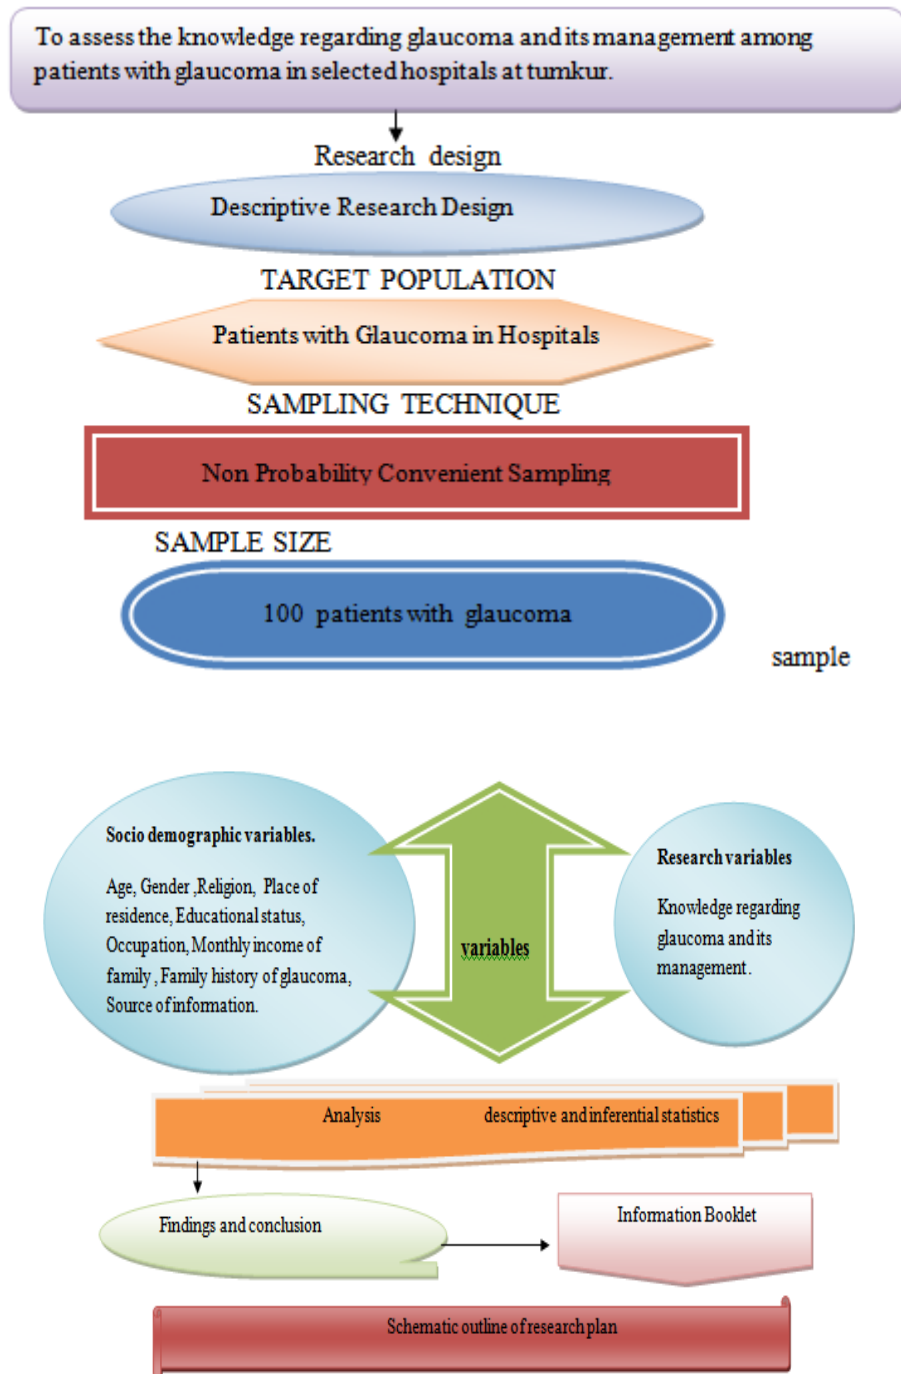 To assess the knowledge regarding glaucoma and its management among
patients with glaucoma in selected hospitals at tumkur.
Research design
Descriptive Research Design
TARGET POPULATION
Patients with Glaucoma in Hospitals
SAMPLING TECHNIQUE
Non Probability Convenient Sampling
SAMPLE SIZE
100 patients with glaucoma
sample
Socio demographic variables.
Age, Gender ,Religion, Place of
residence, Educational status,
Occupation, Monthly income of
family , Family history of glaucoma,
Source of information.
variables
Research variables
Knowledge regarding
glaucoma and its
management .
Analysis descriptive and inferential statistics
Findings and conclusion
Information Booklet
Schematic outline of research plan